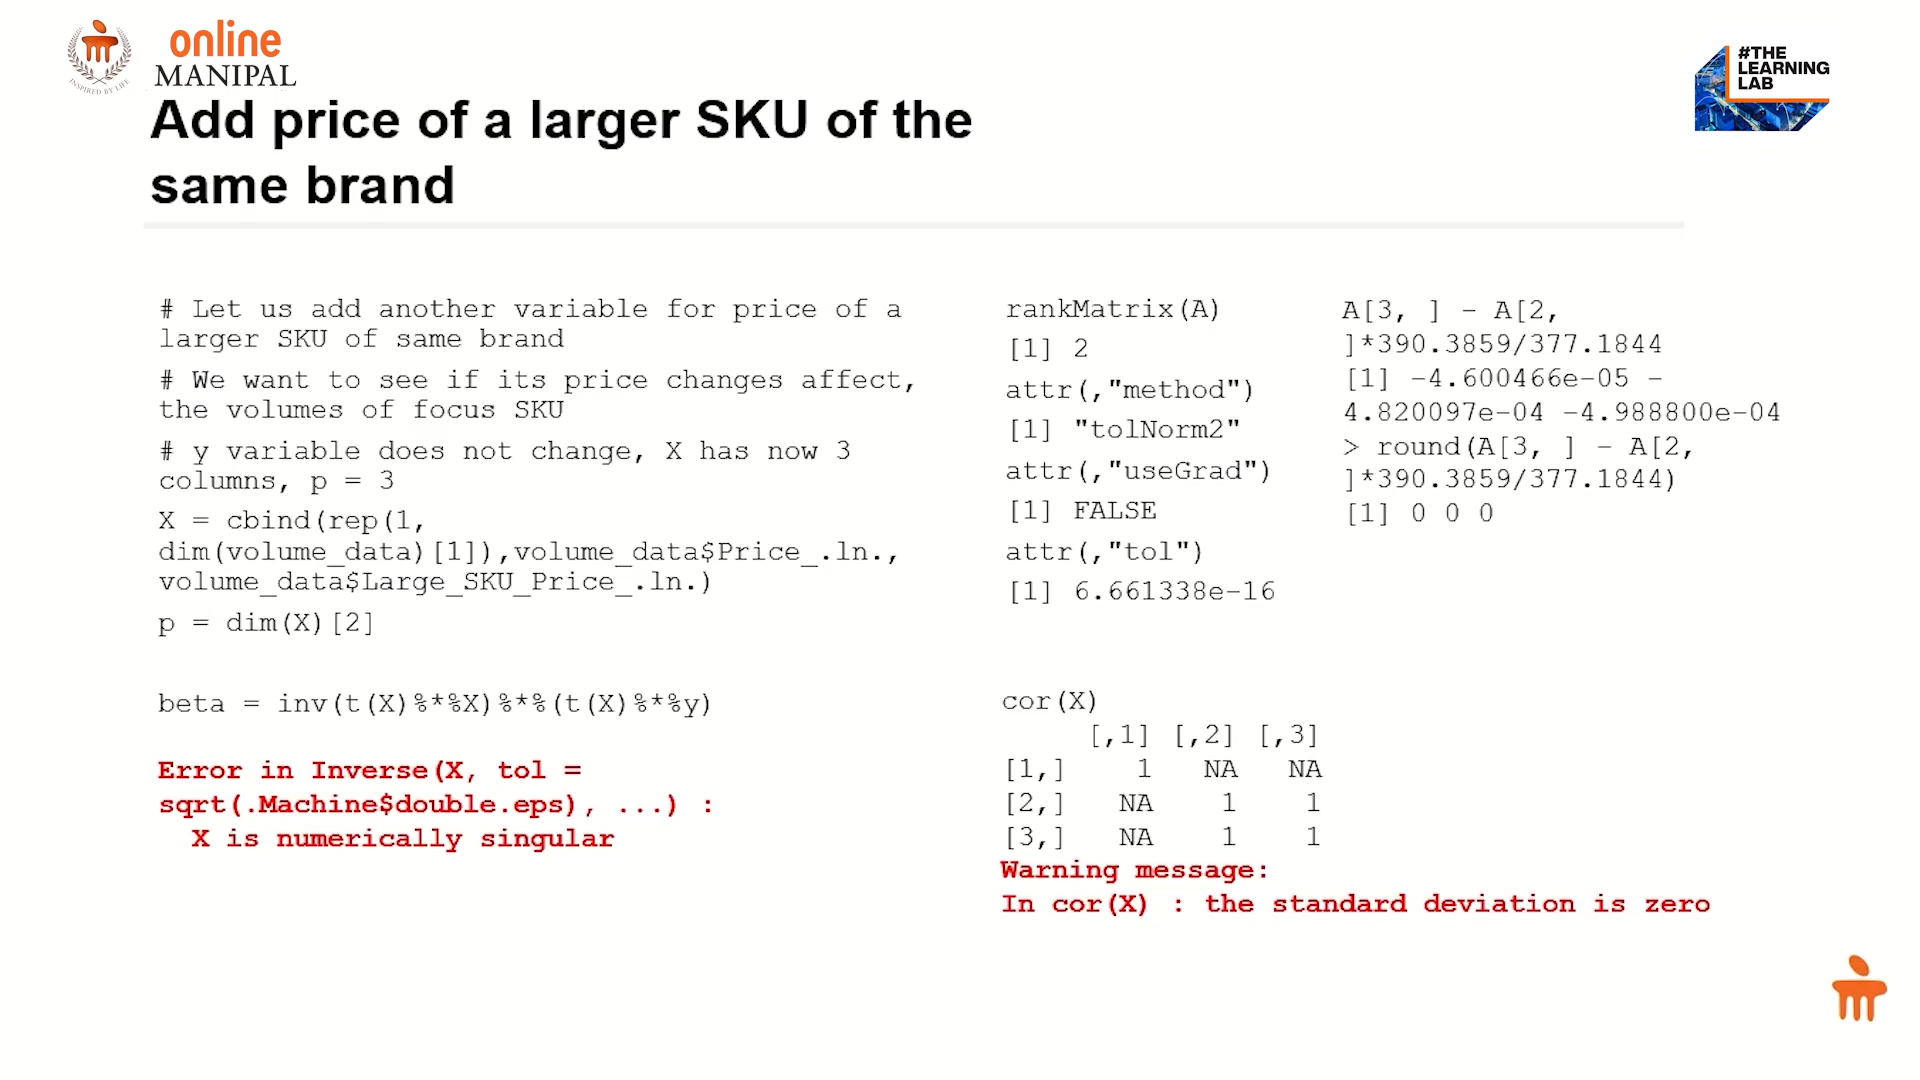 INSPIRED BY LIFE
online
MANIPAL
#THE
LEARNING
LAB
Add price of a larger SKU of the
same brand
# Let us add another variable for price of a
larger SKU of same brand
# We want to see if its price changes affect,
the volumes of focus SKU
# y variable does not change, X has now 3
columns, p = 3
X = cbind(rep(1,
dim(volume_data)[1]),volume_data$Price_.ln.,
volume_data$Large_SKU_Price_.ln.)
p = dim(X)[2]
beta = inv(t(X)%*%X)%*%(t(X)%*%y)
Error in Inverse(X, tol =
sqrt(.Machine$double.eps), ...) :
X is numerically singular
rankMatrix(A)
[1] 2
attr(,"method")
[1] "tolNorm2"
attr(,"useGrad")
[1] FALSE
attr(,"tol")
[1] 6.661338e-16
A[3, ] - A[2,
]*390.3859/377.1844
[1] -4.600466e-05 -
4.820097e-04 -4.988800e-04
> round(A[3, ] - A[2,
]*390.3859/377.1844)
[1] 0 0 0
cor(X)
[,1] [,2] [,3]
[1,] 1 NA NA
[2,] NA 1 1
[3,] NA 1 1
Warning message:
In cor(X) : the standard deviation is zero